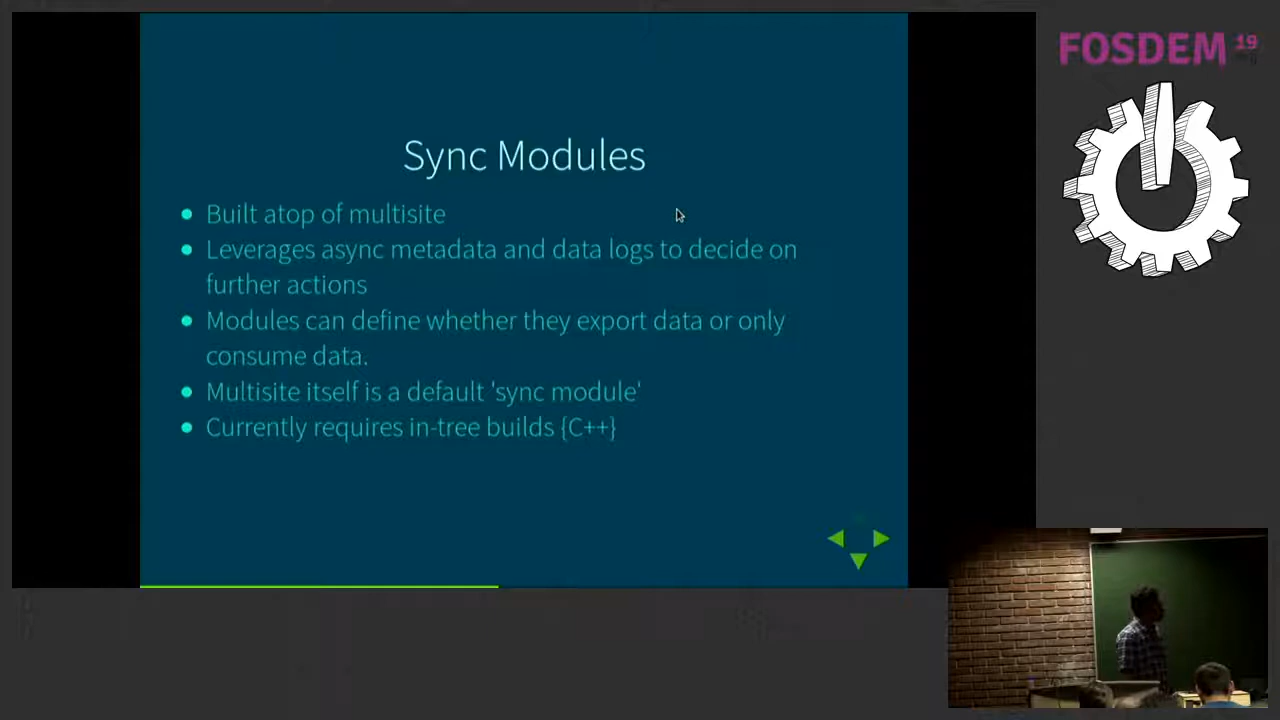 FOSDEM 19
Sync Modules
Built atop of multisite
Leverages async metadata and data logs to decide on
further actions
Modules can define whether they export data or only
consume data.
Multisite itself is a default 'sync module'
Currently requires in-tree builds {C++}